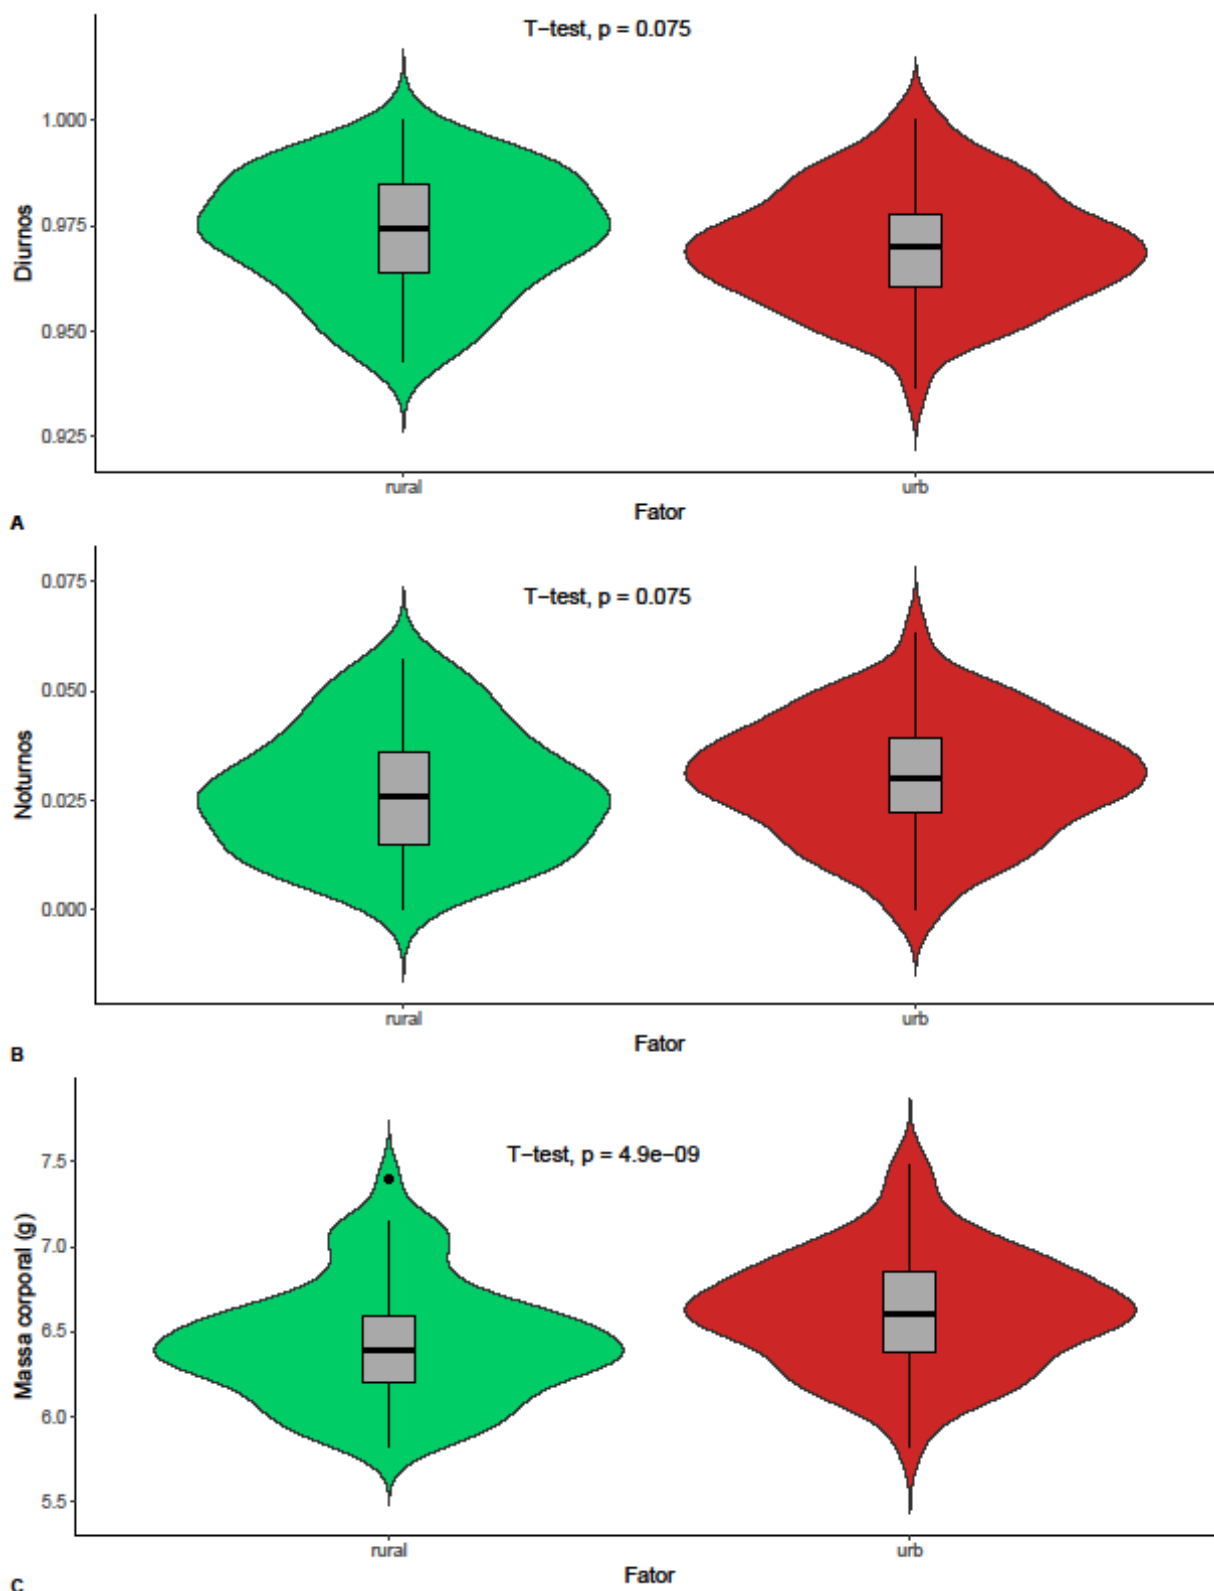 T−test, p = 0.075
1.000
0.975
0.950
0.925
Diurnos
rural
urb
Fator
A
T−test, p = 0.075
0.075
0.050
0.025
0.000
Noturnos
rural
urb
Fator
B
T−test, p = 4.9e−09
7.5
7.0
6.5
6.0
5.5
Massa corporal (g)
rural
urb
Fator
C